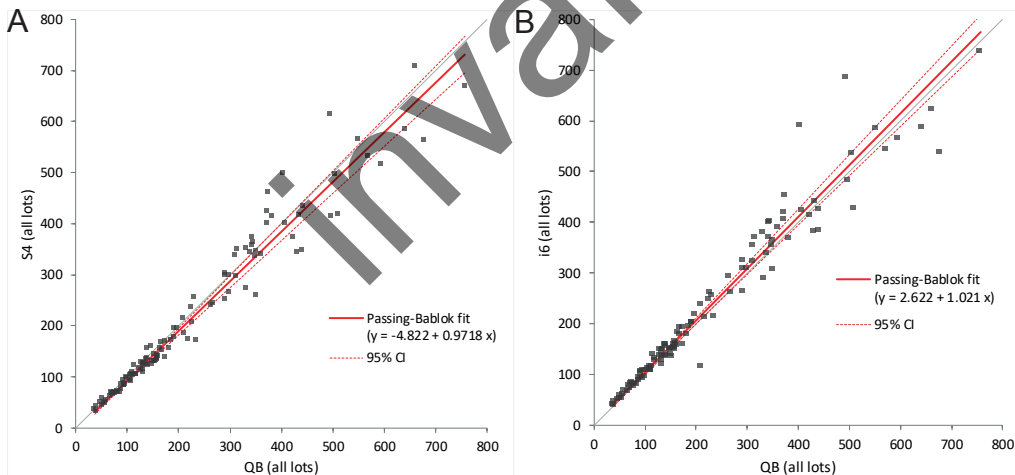 A
800
700
600
500
400
300
200
100
0
0 100 200 300 400 500 600 700 800
S4 (all lots)
QB (all lots)
Passing-Bablok fit
(y = -4.822 + 0.9718 x)
95% CI
B
800
700
600
500
400
300
200
100
0
0 100 200 300 400 500 600 700 800
i6 (all lots)
QB (all lots)
Passing-Bablok fit
(y = 2.622 + 1.021 x)
95% CI